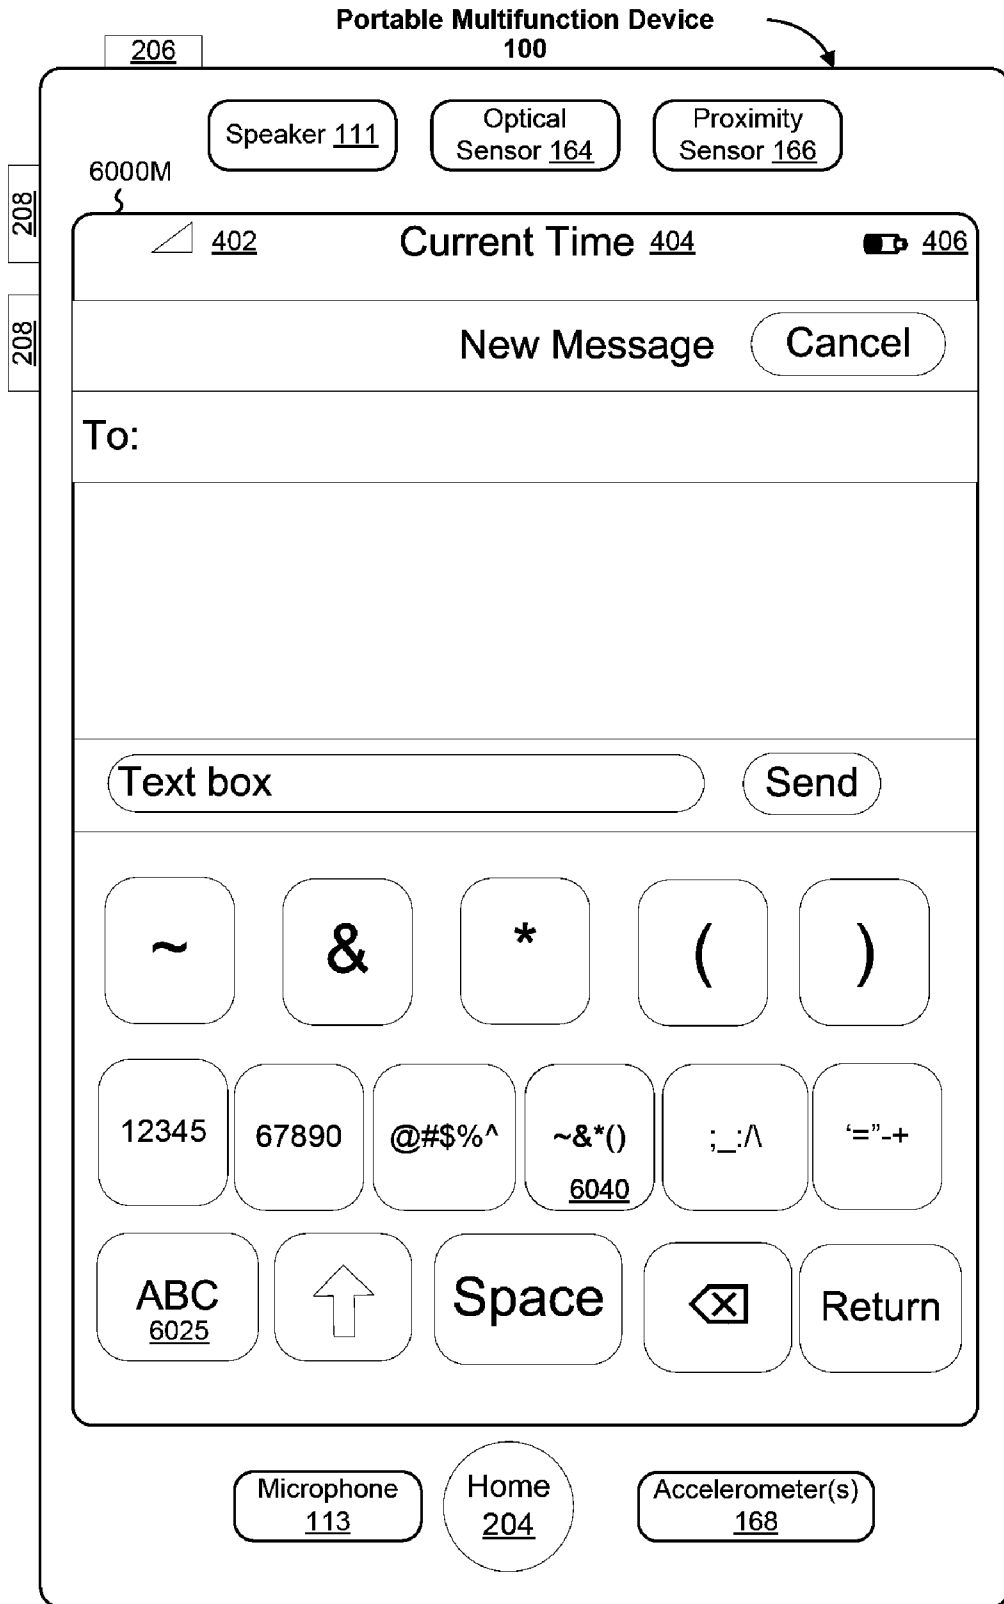 Portable Multifunction Device
100
206
Speaker 111
Optical
Sensor 164
Proximity
Sensor 166
6000M
208
402
Current Time 404
406
208
New Message
Cancel
To:
Text box
Send
~
&
*
(
)
12345
67890
@#$%^
~&*()
6040
;_:/\
‘=”-+
ABC
6025
Space
Return
Microphone
113
Home
204
Accelerometer(s)
168